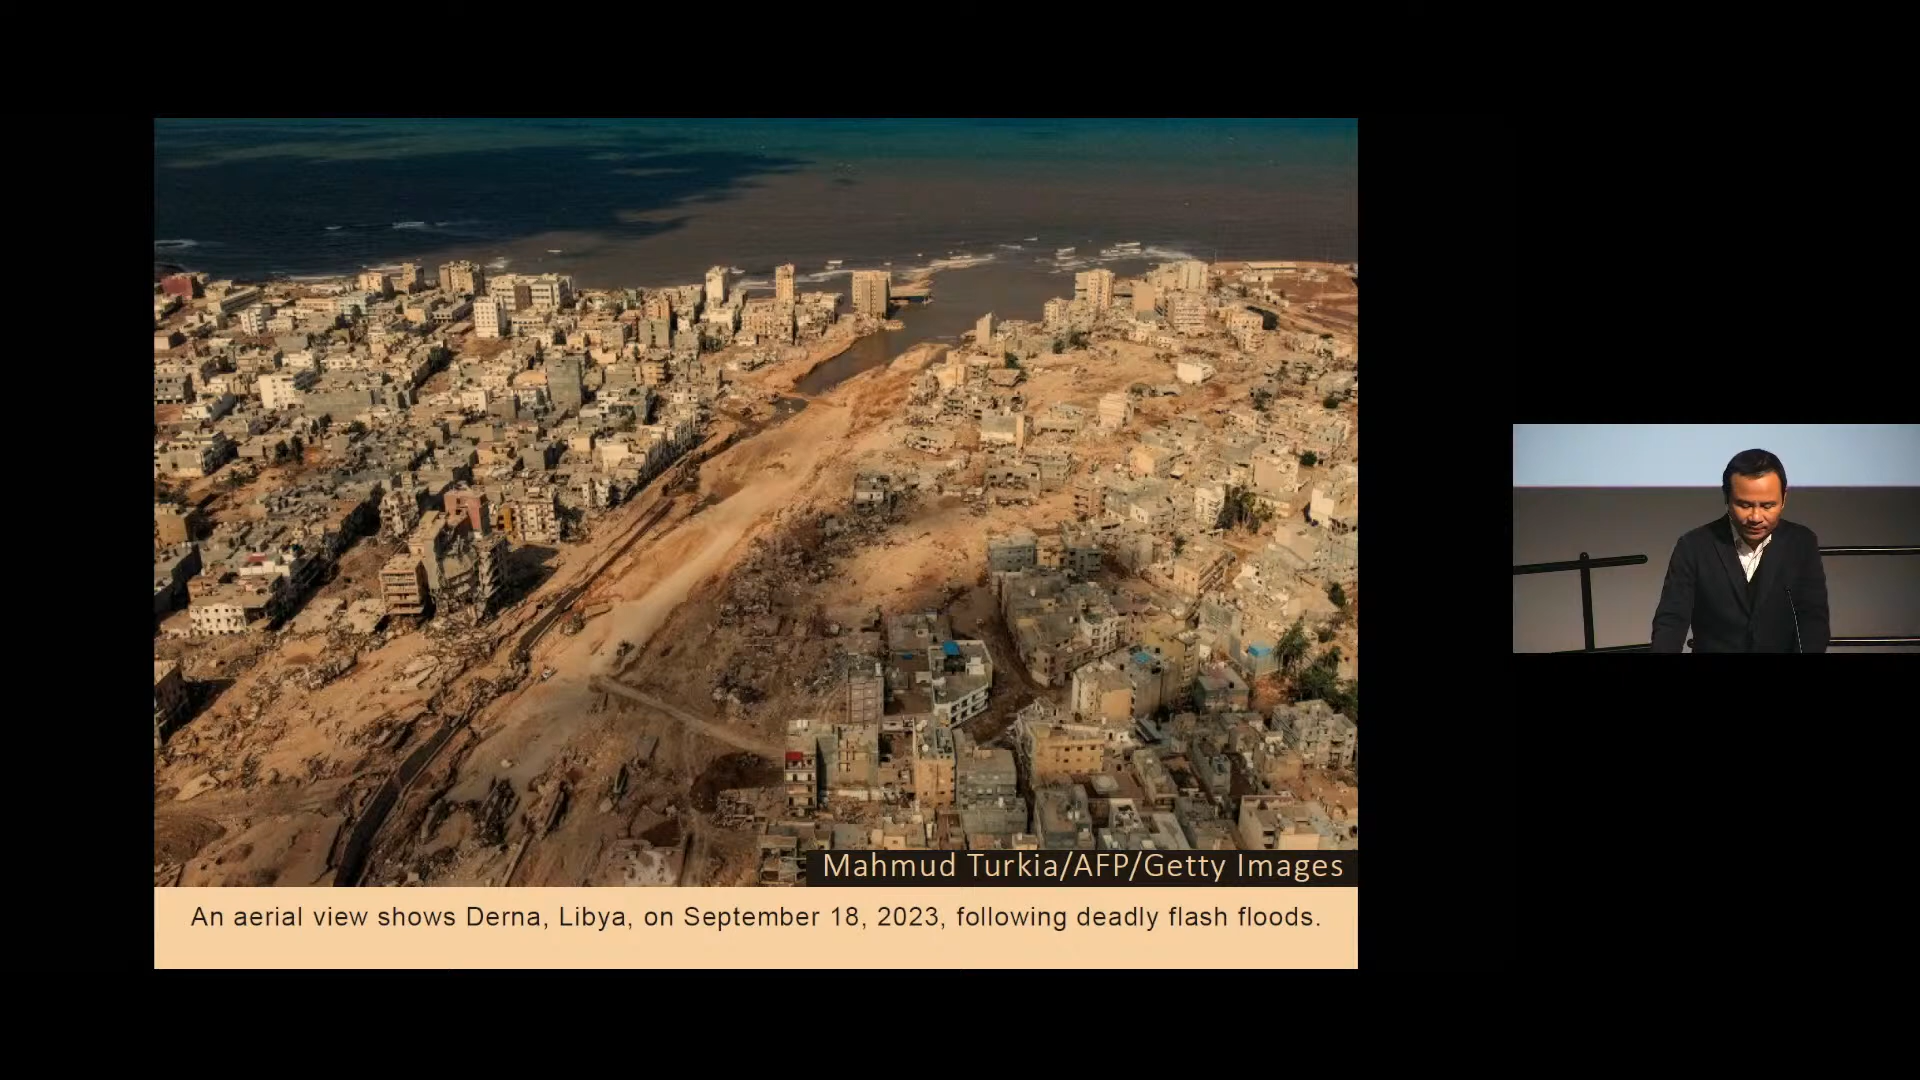 Mahmud Turkia/AFP/Getty Images
An aerial view shows Derna, Libya, on September 18, 2023, following deadly flash floods.